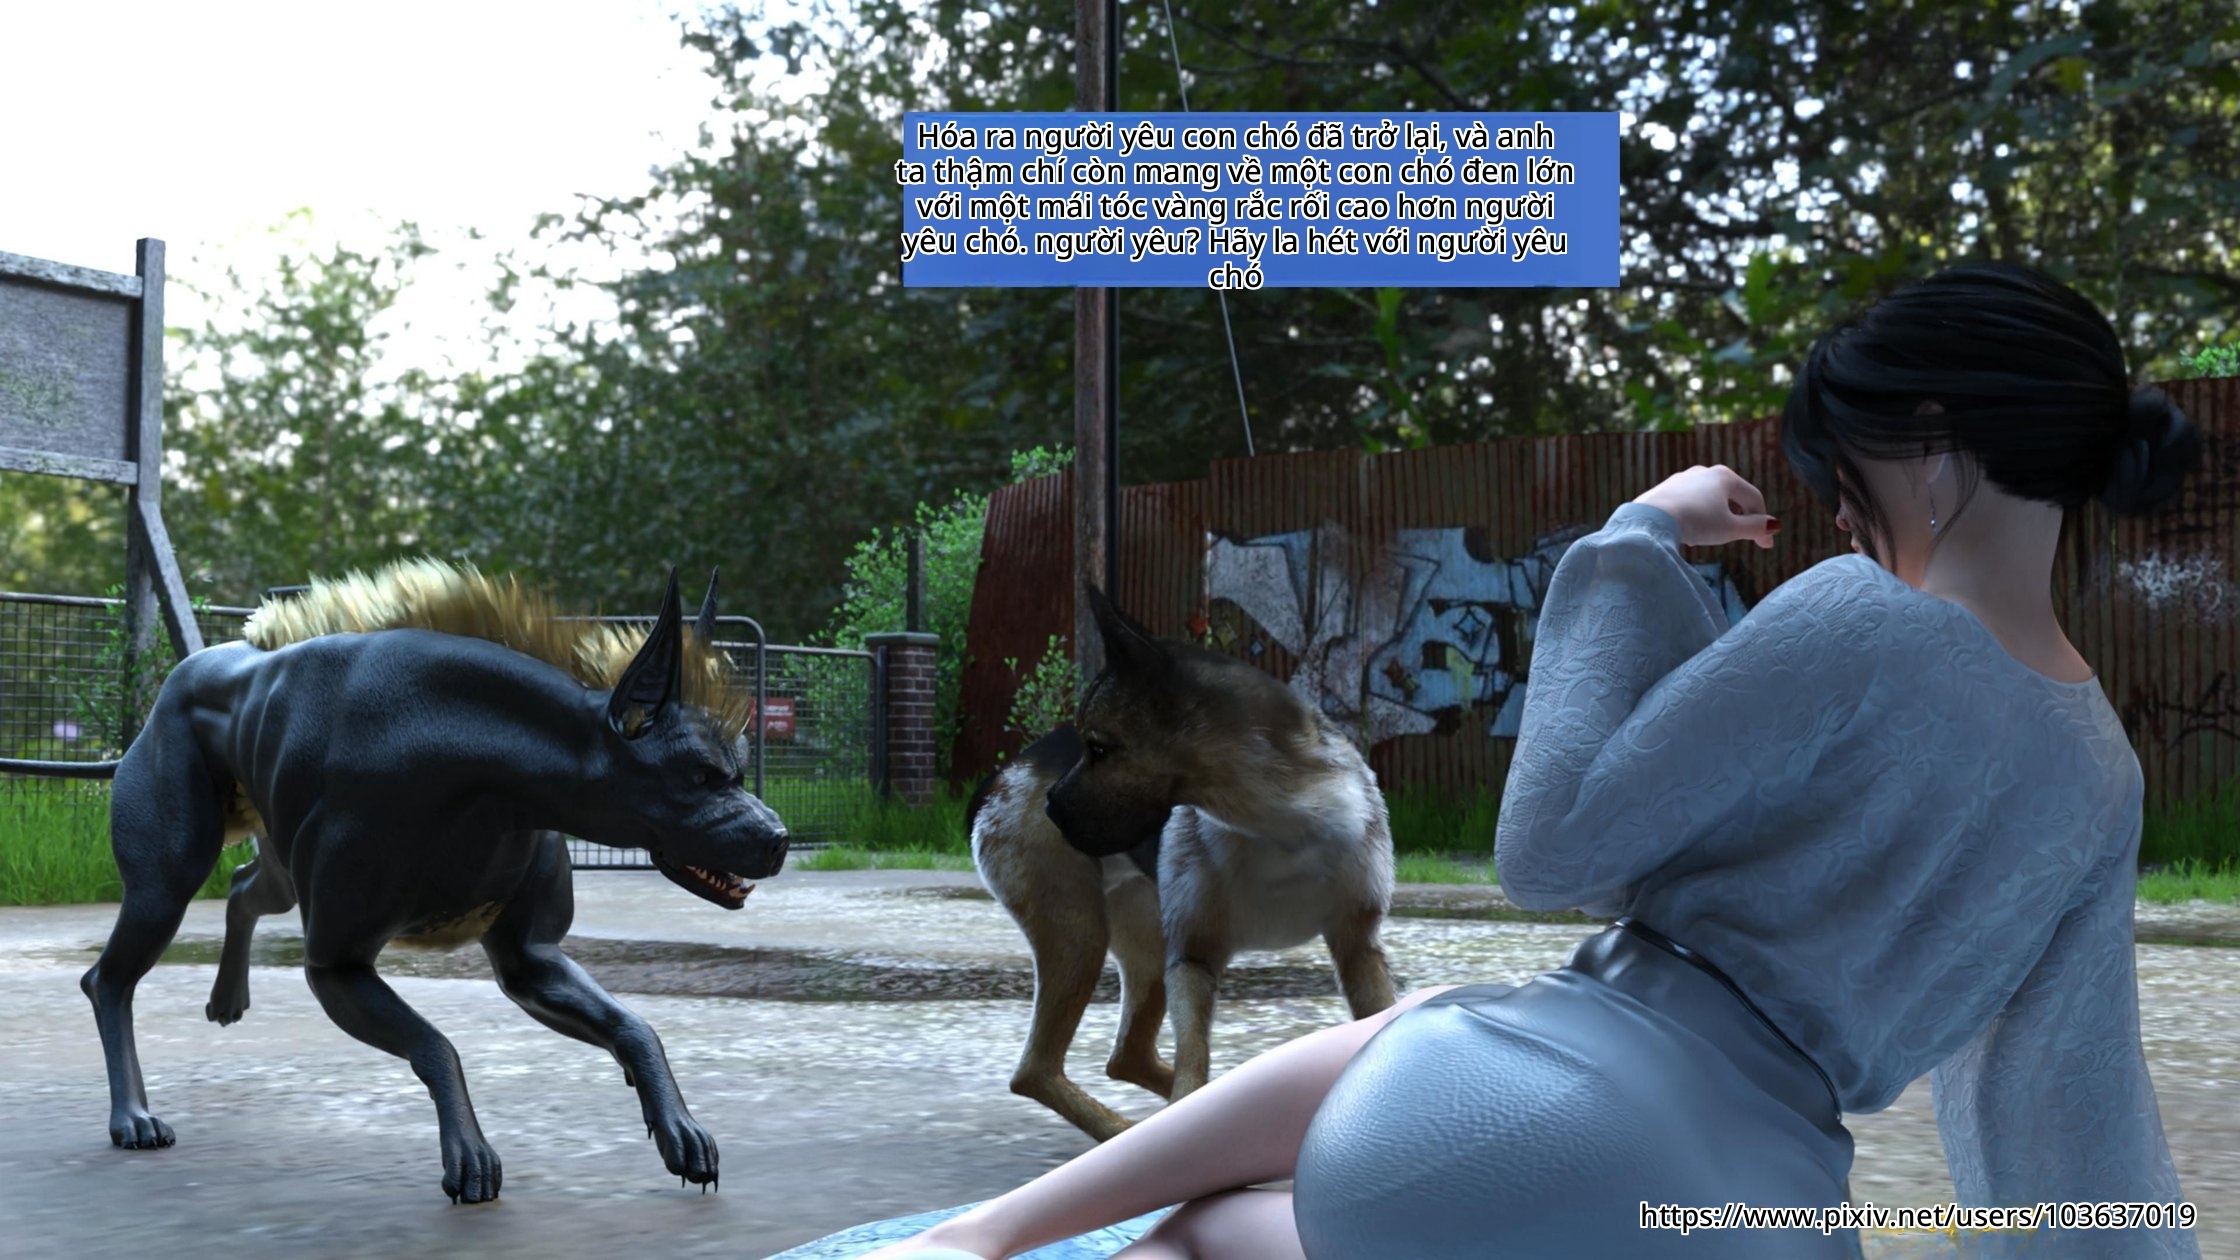 Hóa ra người yêu con chó đã trở lại, và anh
ta thậm chí còn mang về một con chó đen lớn
với một mái tóc vàng rắc rối cao hơn người
yêu chó. người yêu? Hãy la hét với người yêu
chó
https://www.pixiv.net/users/103637019